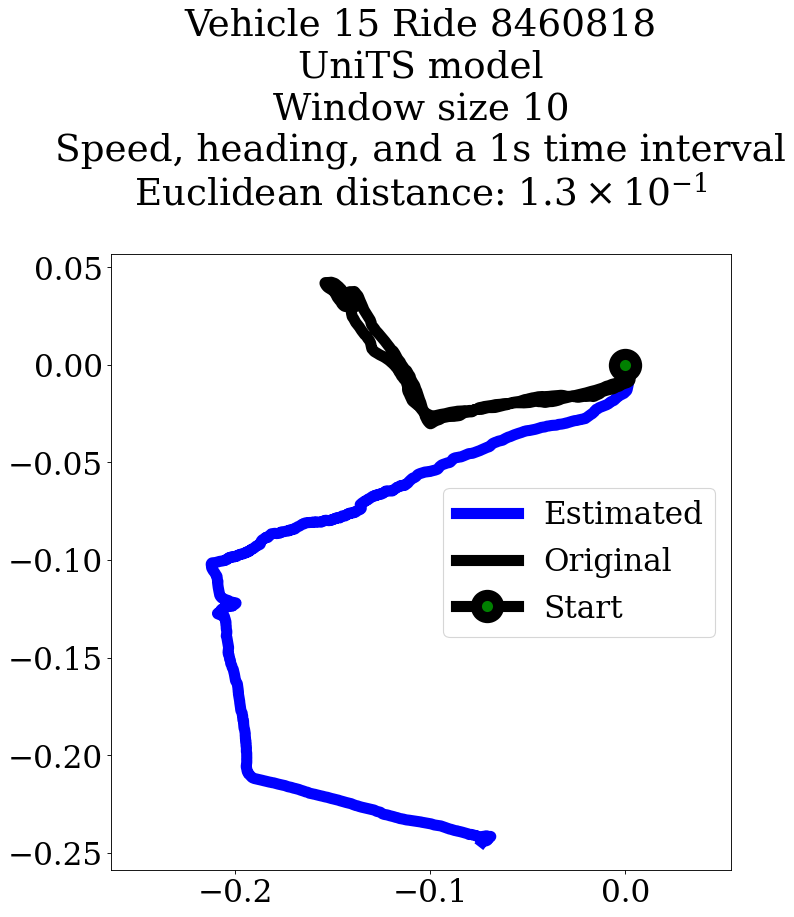 Vehicle 15 Ride 8460818
UniTS model
Window size 10
Speed, heading, and a 1s time interval
Euclidean distance: 1.3 × 10⁻¹
0.05
0.00
−0.05
−0.10
−0.15
−0.20
−0.25
Estimated
Original
Start
−0.2
−0.1
0.0